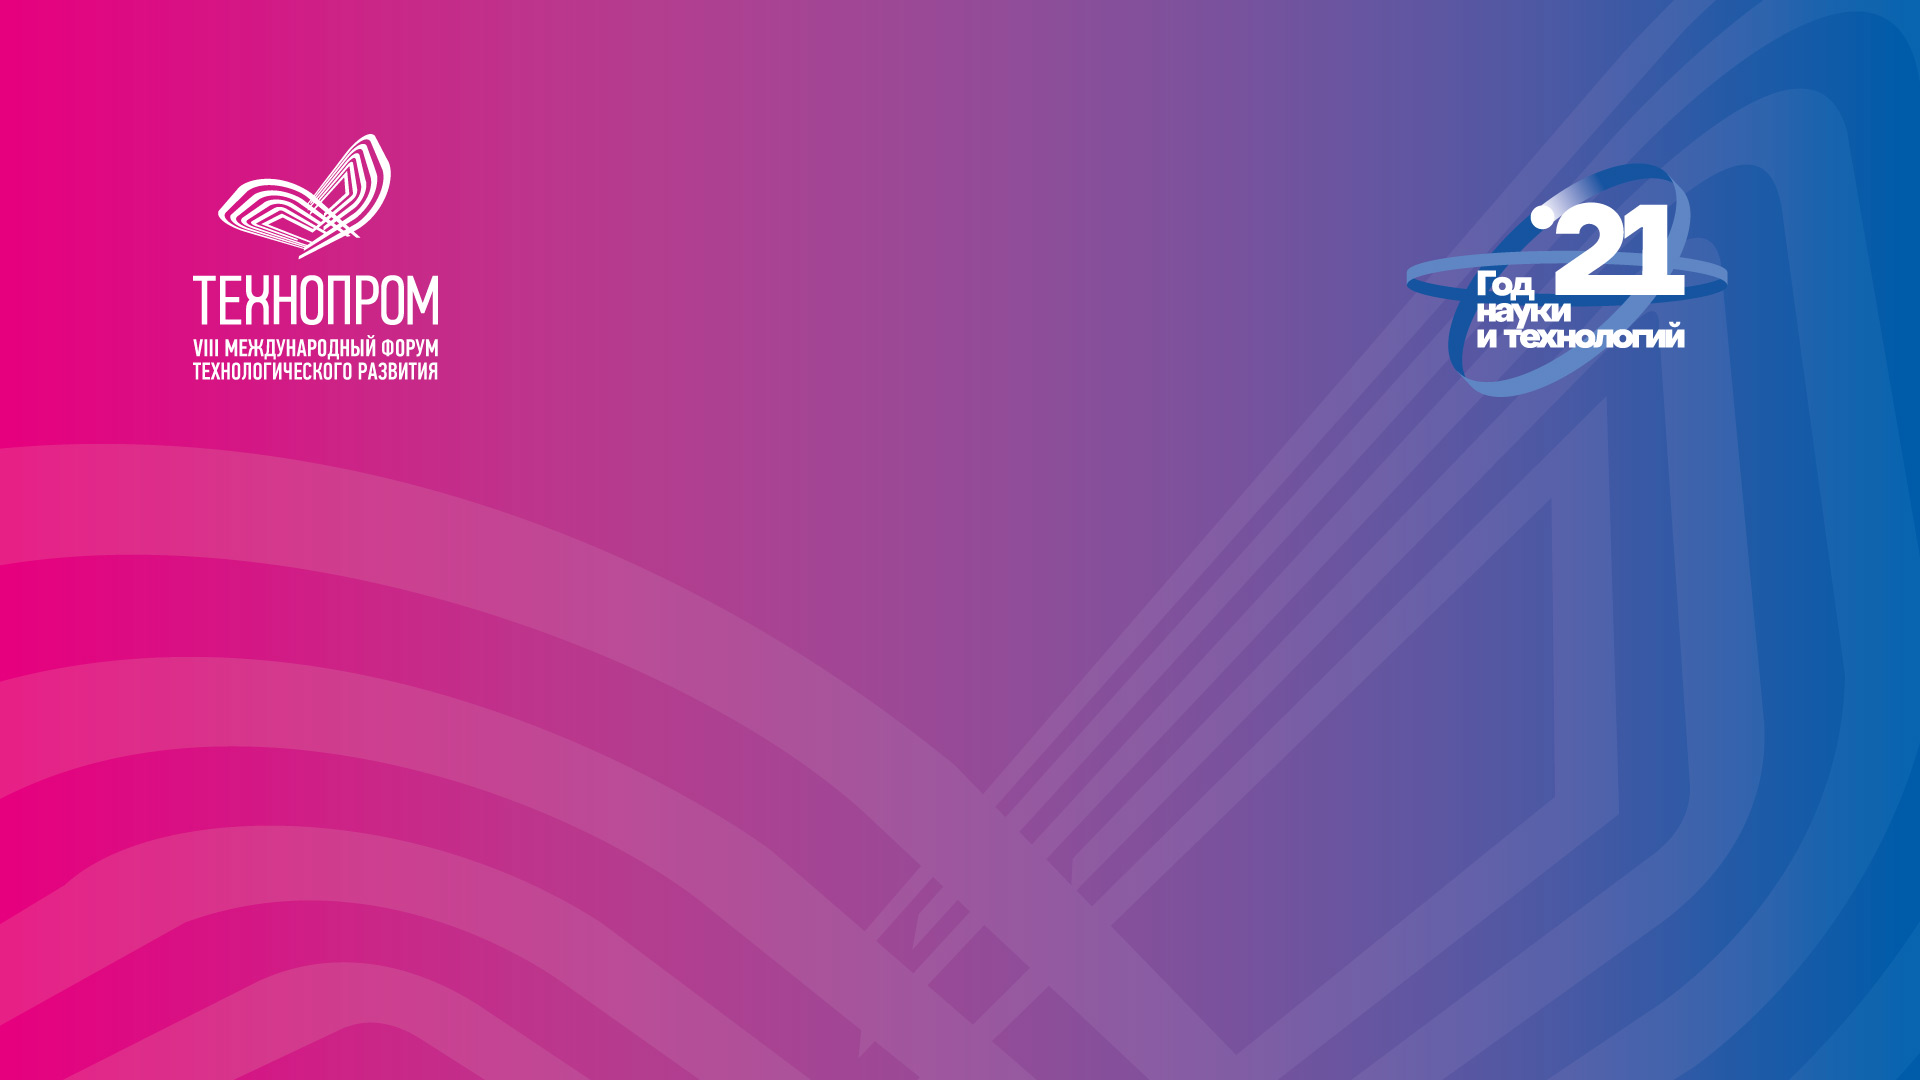 ТЕХНОПРОМ
VIII МЕЖДУНАРОДНЫЙ ФОРУМ
ТЕХНОЛОГИЧЕСКОГО РАЗВИТИЯ
'21
Год
науки
и технологий